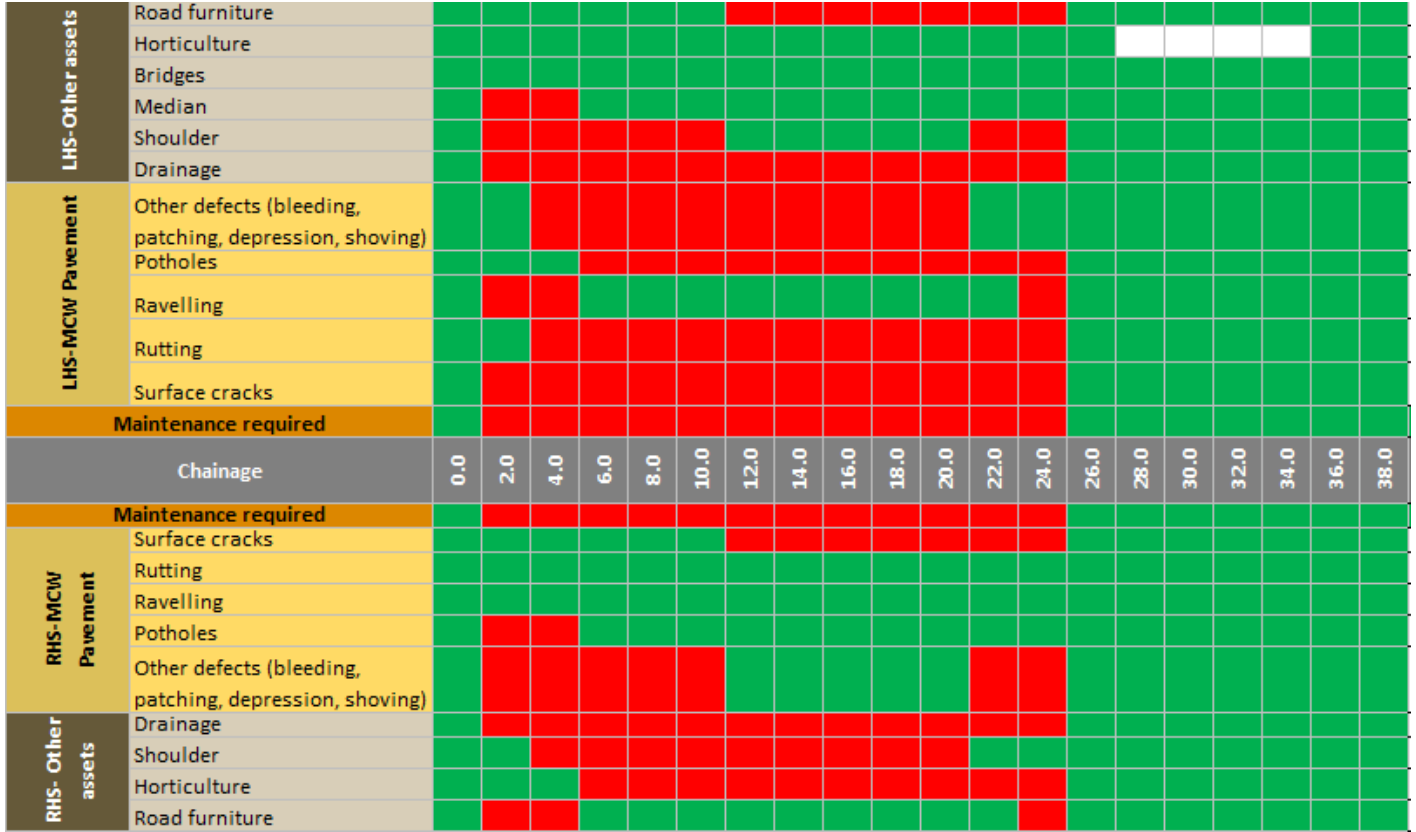 LHS-Other assets
Road furniture
Horticulture
Bridges
Median
Shoulder
Drainage
LHS-MCW Pavement
Other defects (bleeding,
patching, depression, shoving)
Potholes
Ravelling
Rutting
Surface cracks
Maintenance required
Chainage 0.0 2.0 4.0 6.0 8.0 10.0 12.0 14.0 16.0 18.0 20.0 22.0 24.0 26.0 28.0 30.0 32.0 34.0 36.0 38.0
Maintenance required
RHS-MCW
Pavement
Surface cracks
Rutting
Ravelling
Potholes
Other defects (bleeding,
patching, depression, shoving)
RHS- Other
assets
Drainage
Shoulder
Horticulture
Road furniture